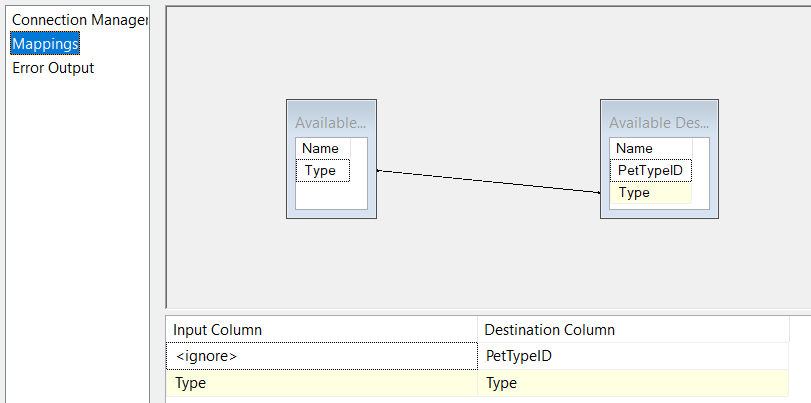 Connection Manager
Mappings
Error Output
Available...
Name
Type
Available Des...
Name
PetTypeID
Type
Input Column Destination Column
<ignore> PetTypeID
Type Type